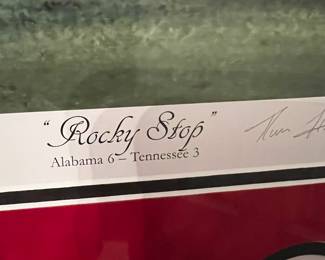 "Rocky Stop"
Alabama 6 – Tennessee 3